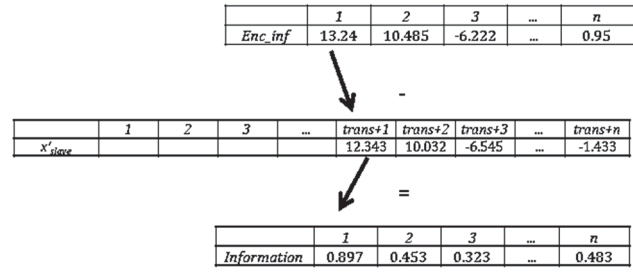 1 2 3 ... n
Enc_inf 13.24 10.485 -6.222 ... 0.95
-
1 2 3 ... trans+1 trans+2 trans+3 ... trans+n
x'slave 12.343 10.032 -6.545 ... -1.433
=
1 2 3 ... n
Information 0.897 0.453 0.323 ... 0.483